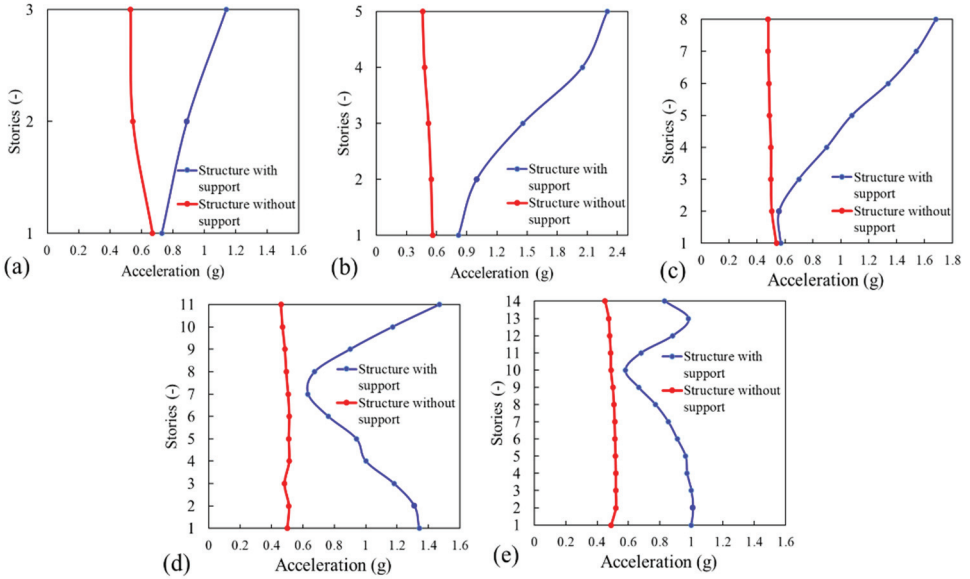 3
2
1
Stories (-)
Structure with
support
Structure without
support
0 0.2 0.4 0.6 0.8 1 1.2 1.4 1.6
Acceleration (g)
(a)
5
4
3
2
1
Stories (-)
Structure with
support
Structure without
support
0 0.3 0.6 0.9 1.2 1.5 1.8 2.1 2.4
Acceleration (g)
(b)
8
7
6
5
4
3
2
1
Stories (-)
Structure with
support
Structure without
support
0 0.2 0.4 0.6 0.8 1 1.2 1.4 1.6 1.8
Acceleration (g)
(c)
11
10
9
8
7
6
5
4
3
2
1
Stories (-)
Structure with
support
Structure without
support
0 0.2 0.4 0.6 0.8 1 1.2 1.4 1.6
Acceleration (g)
(d)
14
13
12
11
10
9
8
7
6
5
4
3
2
1
Stories (-)
Structure with
support
Structure without
support
0 0.2 0.4 0.6 0.8 1 1.2 1.4 1.6
Acceleration (g)
(e)